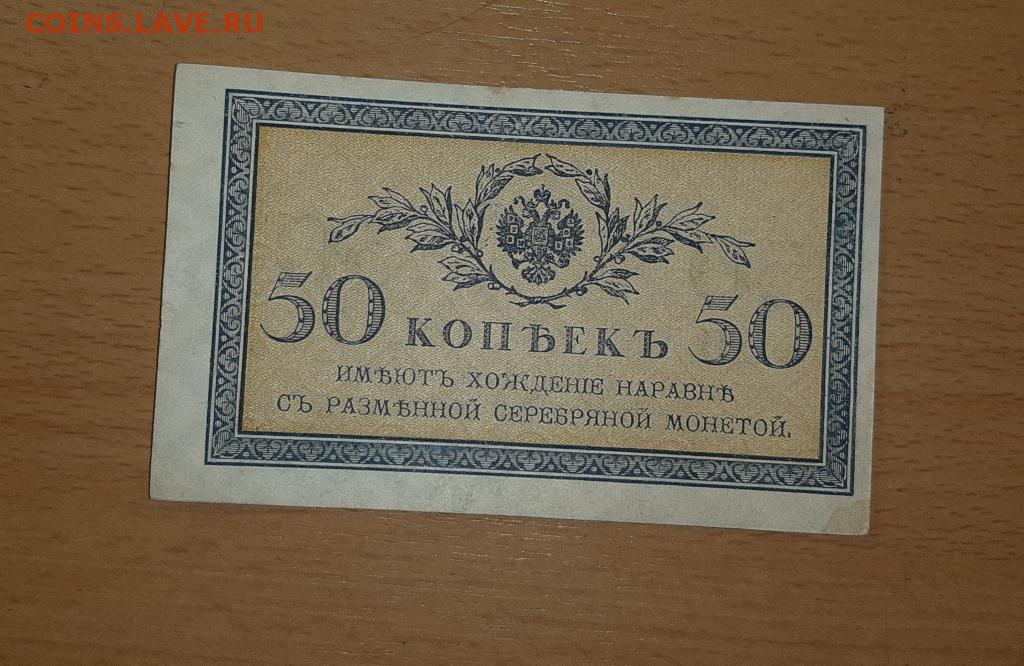 COINS.LAVE.RU
50 КОПѢЕКЪ 50
ИМѢЮТЪ ХОЖДЕНІЕ НАРАВНѢ
СЪ РАЗМѢННОЙ СЕРЕБРЯНОЙ МОНЕТОЙ.